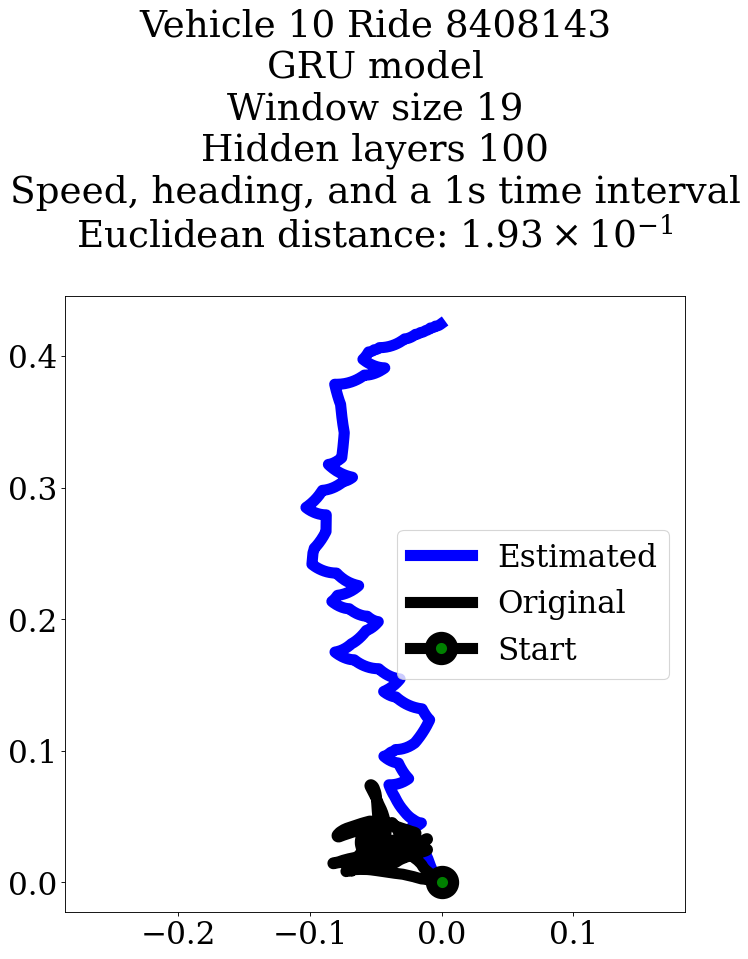 Vehicle 10 Ride 8408143
GRU model
Window size 19
Hidden layers 100
Speed, heading, and a 1s time interval
Euclidean distance: 1.93 × 10⁻¹
0.4
0.3
0.2
0.1
0.0
Estimated
Original
Start
−0.2
−0.1
0.0
0.1